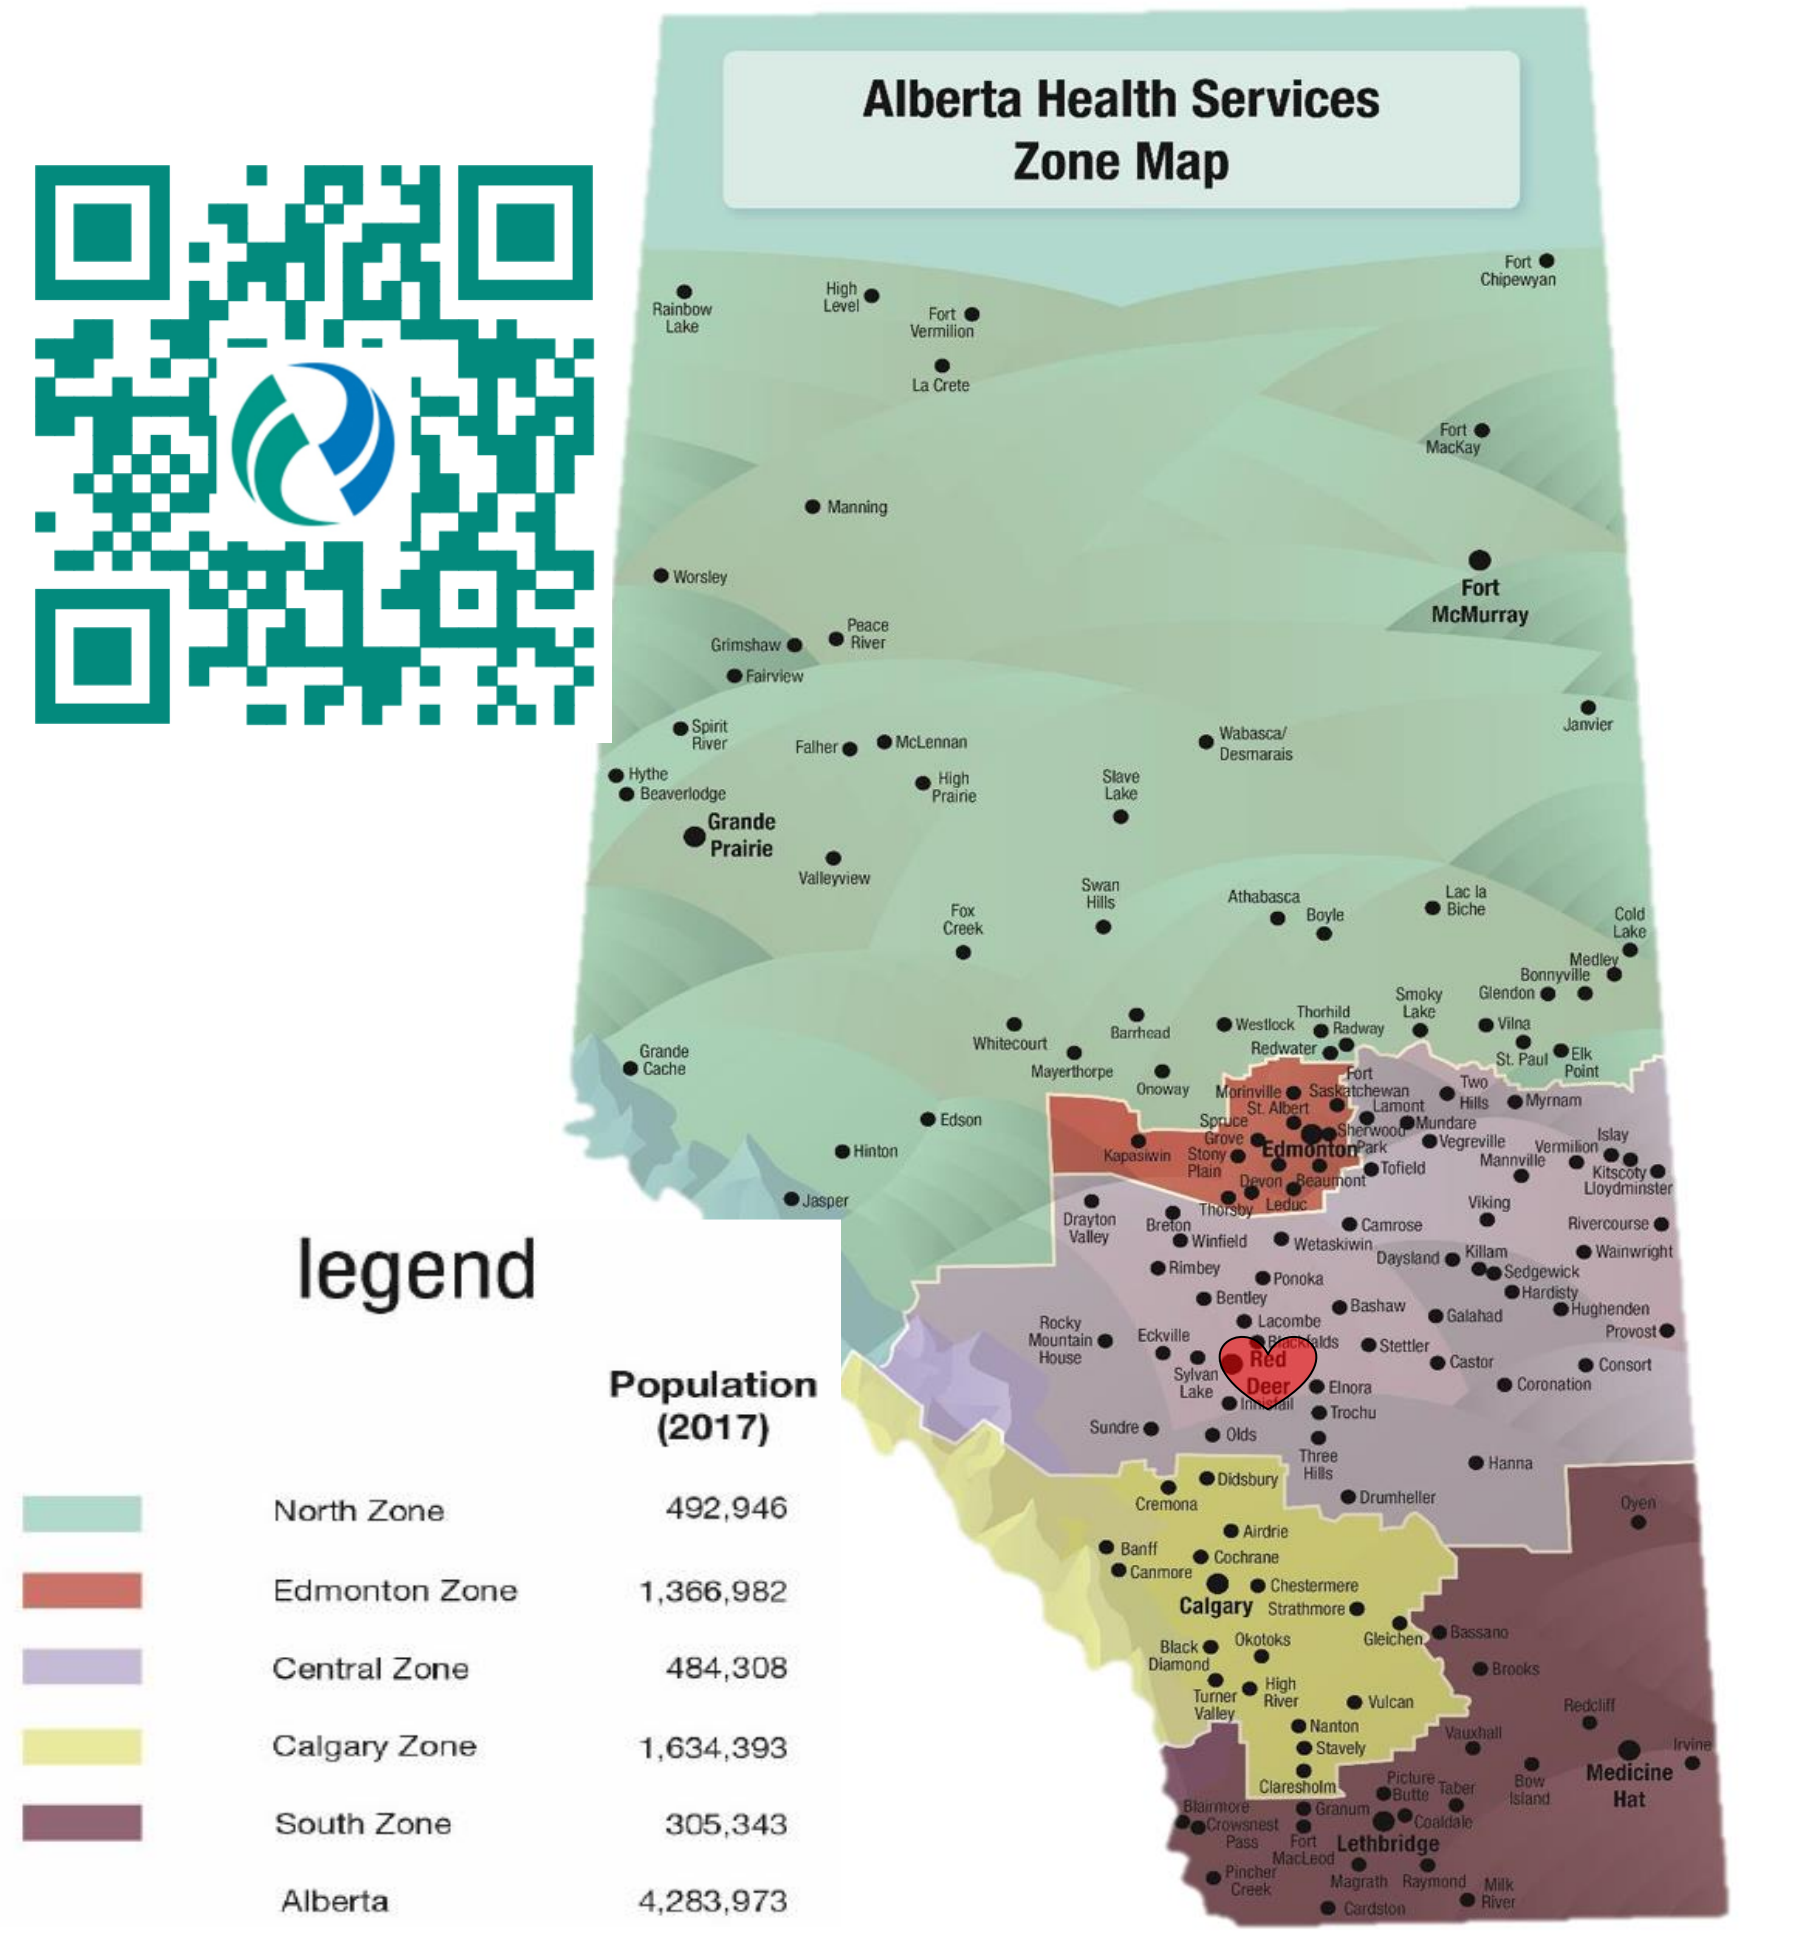 Alberta Health Services
Zone Map
Fort
Chipewyan
Rainbow
Lake
High
Level
Fort
Vermilion
La Crete
Fort
MacKay
Manning
Fort
McMurray
Worsley
Peace
River
Grimshaw
Fairview
Spirit
River
Falher
McLennan
Wabasca/
Desmarais
Janvier
Hythe
Beaverlodge
High
Prairie
Slave
Lake
Grande
Prairie
Valleyview
Swan
Hills
Athabasca
Boyle
Lac la
Biche
Cold
Lake
Fox
Creek
Medley
Bonnyville
Glendon
Smoky
Lake
Thorhild
Radway
Westlock
Redwater
Vilna
St. Paul
Elk
Point
Whitecourt
Barrhead
Mayerthorpe
Onoway
Grande
Cache
Edson
Hinton
Jasper
Morinville
Fort
Saskatchewan
St. Albert
Lamont
Two
Hills
Myrnam
Spruce
Grove
Sherwood
Park
Mundare
Vegreville
Kapasiwin
Stony
Plain
Edmonton
Tofield
Mannville
Vermilion
Islay
Kitscoty
Lloydminster
Devon
Beaumont
Thorsby
Leduc
Drayton
Valley
Breton
Winfield
Camrose
Wetaskiwin
Viking
Rivercourse
Daysland
Killam
Sedgewick
Wainwright
Rimbey
Ponoka
Hardisty
Bentley
Bashaw
Galahad
Hughenden
Lacombe
Provost
Rocky
Mountain
House
Eckville
Blackfalds
Stettler
Sylvan
Lake
Red
Deer
Castor
Consort
Elnora
Coronation
Innisfail
Trochu
Sundre
Olds
Three
Hills
Hanna
Didsbury
Cremona
Drumheller
Oyen
Airdrie
Banff
Cochrane
Canmore
Chestermere
Calgary
Strathmore
Gleichen
Bassano
Black
Diamond
Okotoks
Brooks
Turner
Valley
High
River
Vulcan
Redcliff
Nanton
Stavely
Vauxhall
Medicine
Hat
Irvine
Claresholm
Picture
Butte
Taber
Bow
Island
Blairmore
Crowsnest
Pass
Granum
Coaldale
Fort
MacLeod
Lethbridge
Pincher
Creek
Magrath
Raymond
Milk
River
Cardston
legend
Population
(2017)
North Zone 492,946
Edmonton Zone 1,366,982
Central Zone 484,308
Calgary Zone 1,634,393
South Zone 305,343
Alberta 4,283,973